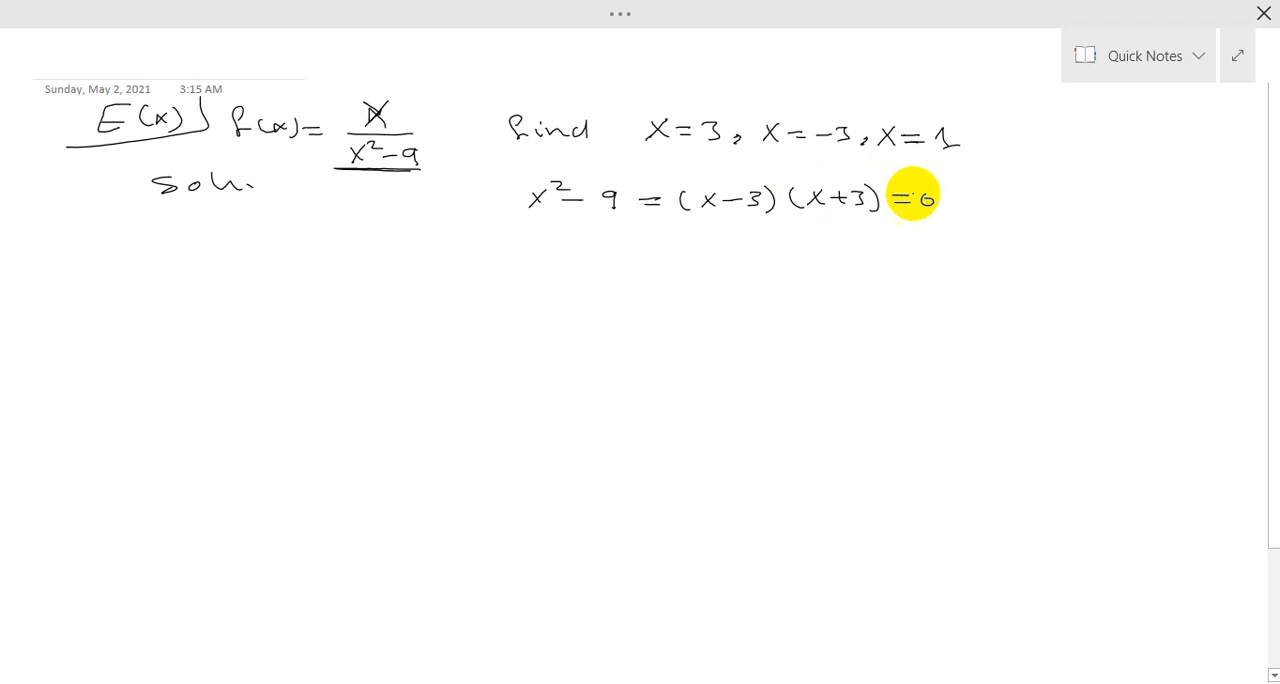 Quick Notes
Sunday, May 2, 2021 3:15 AM
E(x)) f(x) = x / x² - 9 find x = 3, x = -3, x = 1
Soln.
x² - 9 = (x - 3) (x + 3) = 0